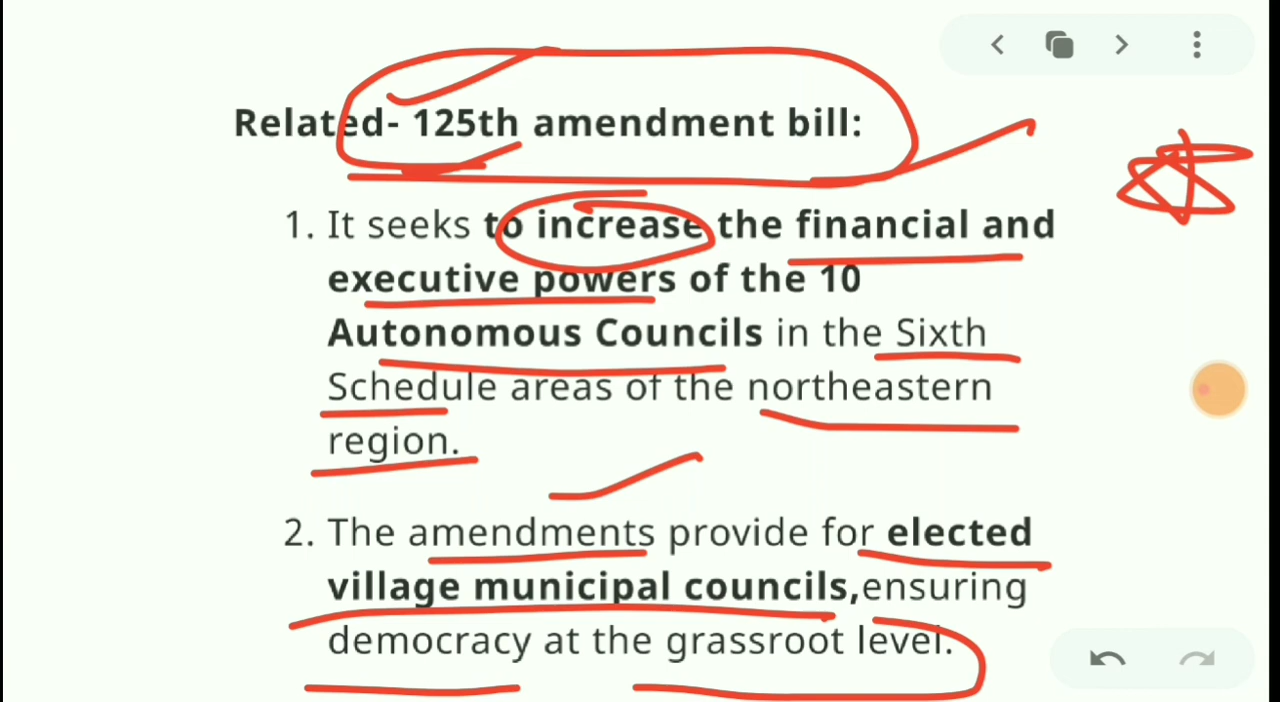 Related- 125th amendment bill:
1. It seeks to increase the financial and
executive powers of the 10
Autonomous Councils in the Sixth
Schedule areas of the northeastern
region.
2. The amendments provide for elected
village municipal councils,ensuring
democracy at the grassroot level.